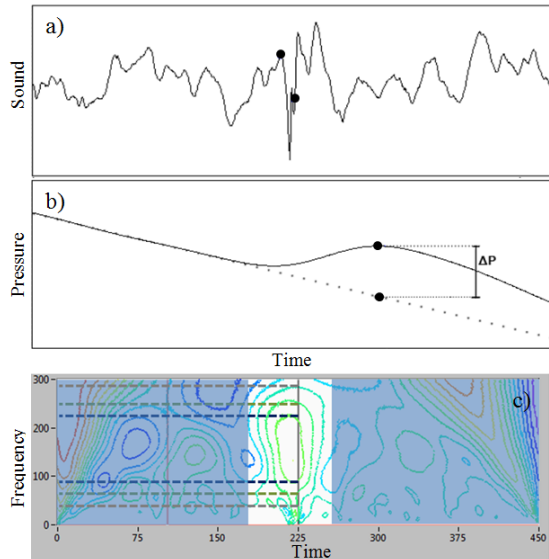 a)
Sound
b)
Pressure
ΔP
Time
300
200
100
0
Frequency
c)
0 75 150 225 300 375 450
Time